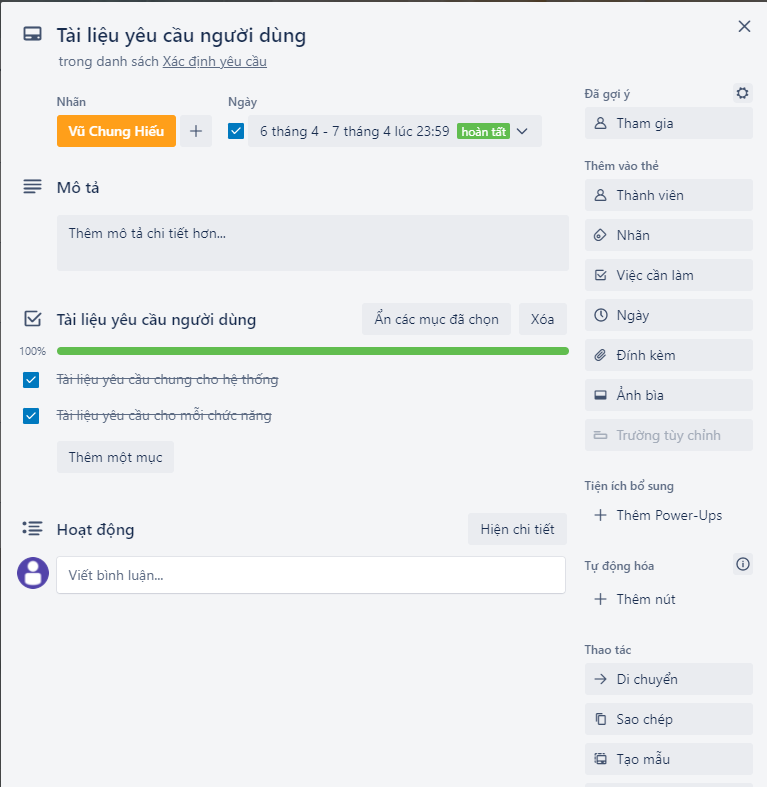 Tài liệu yêu cầu người dùng
trong danh sách Xác định yêu cầu
Nhãn
Ngày
Vũ Chung Hiếu
6 tháng 4 - 7 tháng 4 lúc 23:59 hoàn tất
Mô tả
Thêm mô tả chi tiết hơn...
Tài liệu yêu cầu người dùng
Ẩn các mục đã chọn
Xóa
100%
Tài liệu yêu cầu chung cho hệ thống
Tài liệu yêu cầu cho mỗi chức năng
Thêm một mục
Hoạt động
Hiện chi tiết
Viết bình luận...
Đã gợi ý
Tham gia
Thêm vào thẻ
Thành viên
Nhãn
Việc cần làm
Ngày
Đính kèm
Ảnh bìa
Trường tùy chỉnh
Tiện ích bổ sung
Thêm Power-Ups
Tự động hóa
Thêm nút
Thao tác
Di chuyển
Sao chép
Tạo mẫu